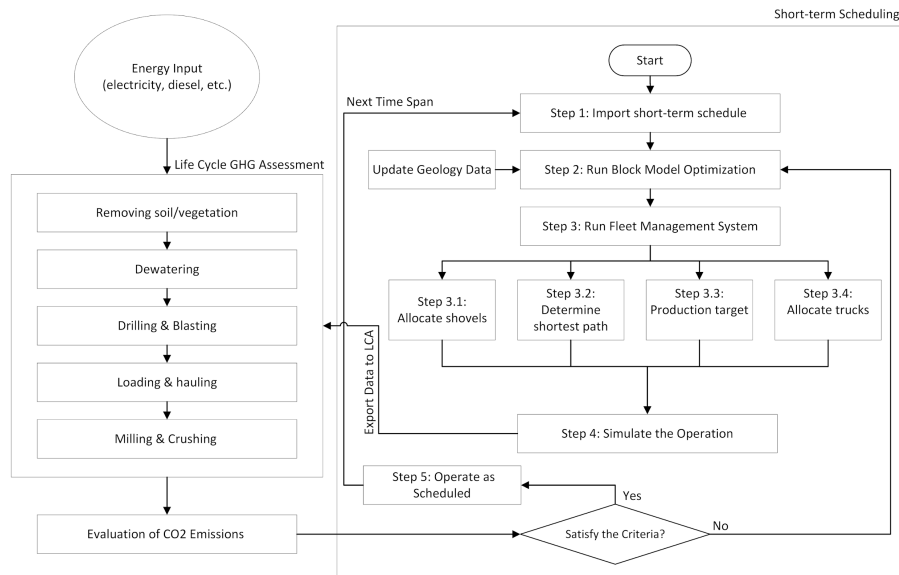 Short-term Scheduling
Energy Input
(electricity, diesel, etc.)
Start
Next Time Span
Step 1: Import short-term schedule
Life Cycle GHG Assessment
Update Geology Data
Step 2: Run Block Model Optimization
Removing soil/vegetation
Step 3: Run Fleet Management System
Dewatering
Step 3.1:
Allocate shovels
Step 3.2:
Determine
shortest path
Step 3.3:
Production target
Step 3.4:
Allocate trucks
Drilling & Blasting
Export Data to LCA
Loading & hauling
Milling & Crushing
Step 4: Simulate the Operation
Step 5: Operate as
Scheduled
Yes
Evaluation of CO2 Emissions
Satisfy the Criteria?
No